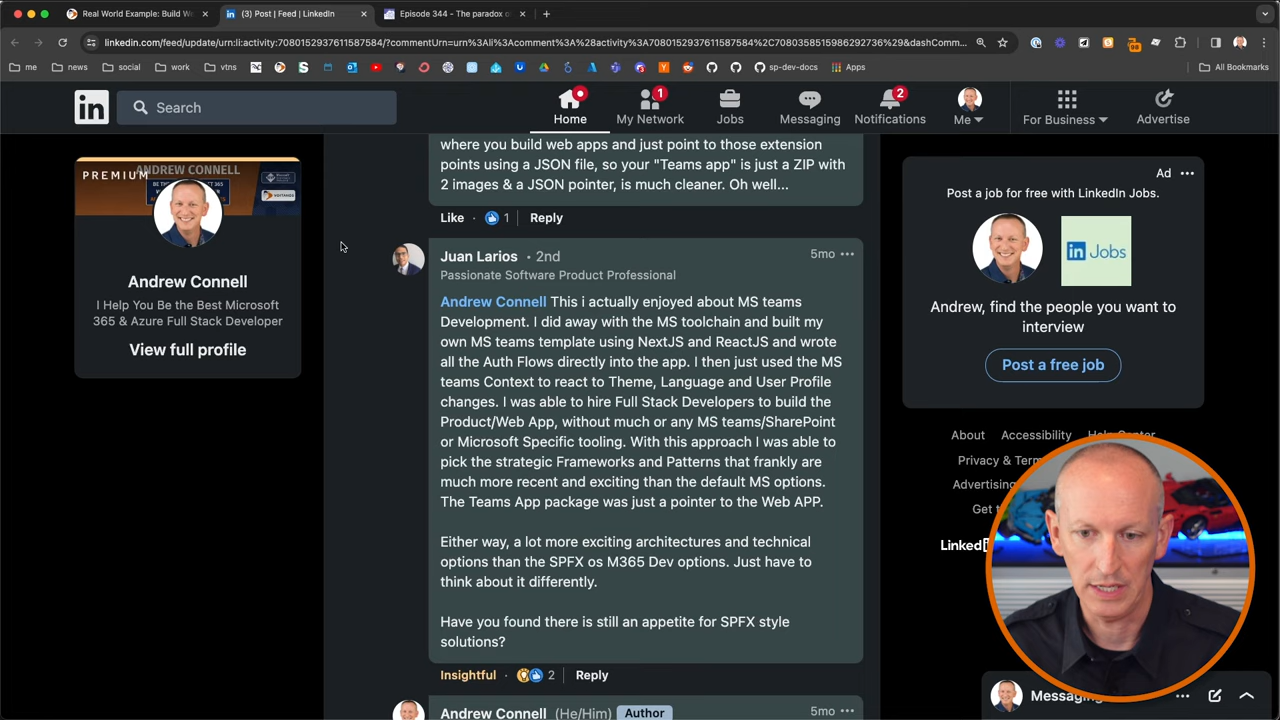 Real World Example: Build We
(3) Post | Feed | LinkedIn
Episode 344 - The paradox of
linkedin.com/feed/update/urn:li:activity:7080152937611587584/?commentUrn=urn%3Ali%3Acomment%3A%28activity%3A7080152937611587584%2C7080358515986292736%29&dashComm...
me
news
social
work
vtns
sp-dev-docs
Apps
All Bookmarks
in
Search
Home
1
My Network
Jobs
Messaging
2
Notifications
Me
For Business
Advertise
PREMIUM
ANDREW CONNELL
Andrew Connell
I Help You Be the Best Microsoft
365 & Azure Full Stack Developer
View full profile
where you build web apps and just point to those extension
points using a JSON file, so your "Teams app" is just a ZIP with
2 images & a JSON pointer, is much cleaner. Oh well...
Like · 1 | Reply
Juan Larios • 2nd
5mo
Passionate Software Product Professional
Andrew Connell This i actually enjoyed about MS teams
Development. I did away with the MS toolchain and built my
own MS teams template using NextJS and ReactJS and wrote
all the Auth Flows directly into the app. I then just used the MS
teams Context to react to Theme, Language and User Profile
changes. I was able to hire Full Stack Developers to build the
Product/Web App, without much or any MS teams/SharePoint
or Microsoft Specific tooling. With this approach I was able to
pick the strategic Frameworks and Patterns that frankly are
much more recent and exciting than the default MS options.
The Teams App package was just a pointer to the Web APP.
Either way, a lot more exciting architectures and technical
options than the SPFX os M365 Dev options. Just have to
think about it differently.
Have you found there is still an appetite for SPFX style
solutions?
Insightful · 2 | Reply
Andrew Connell (He/Him) Author
5mo
Ad
Post a job for free with LinkedIn Jobs.
in Jobs
Andrew, find the people you want to
interview
Post a free job
About Accessibility Help Center
Privacy & Term
Advertising
Get t
Linked
Messaging